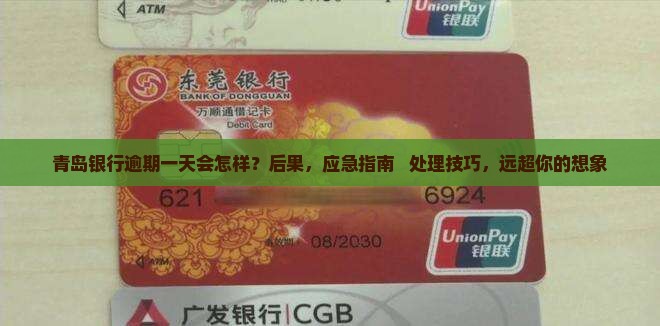 ATM
UnionPay
银联
东莞银行
BANK OF DONGGUAN
万顺通借记卡
Debit Card
青岛银行逾期一天会怎样?后果,应急指南 处理技巧,远超你的想象
621
6924
有效期
08/2030
ATM
UnionPay
银联
广发银行|CGB